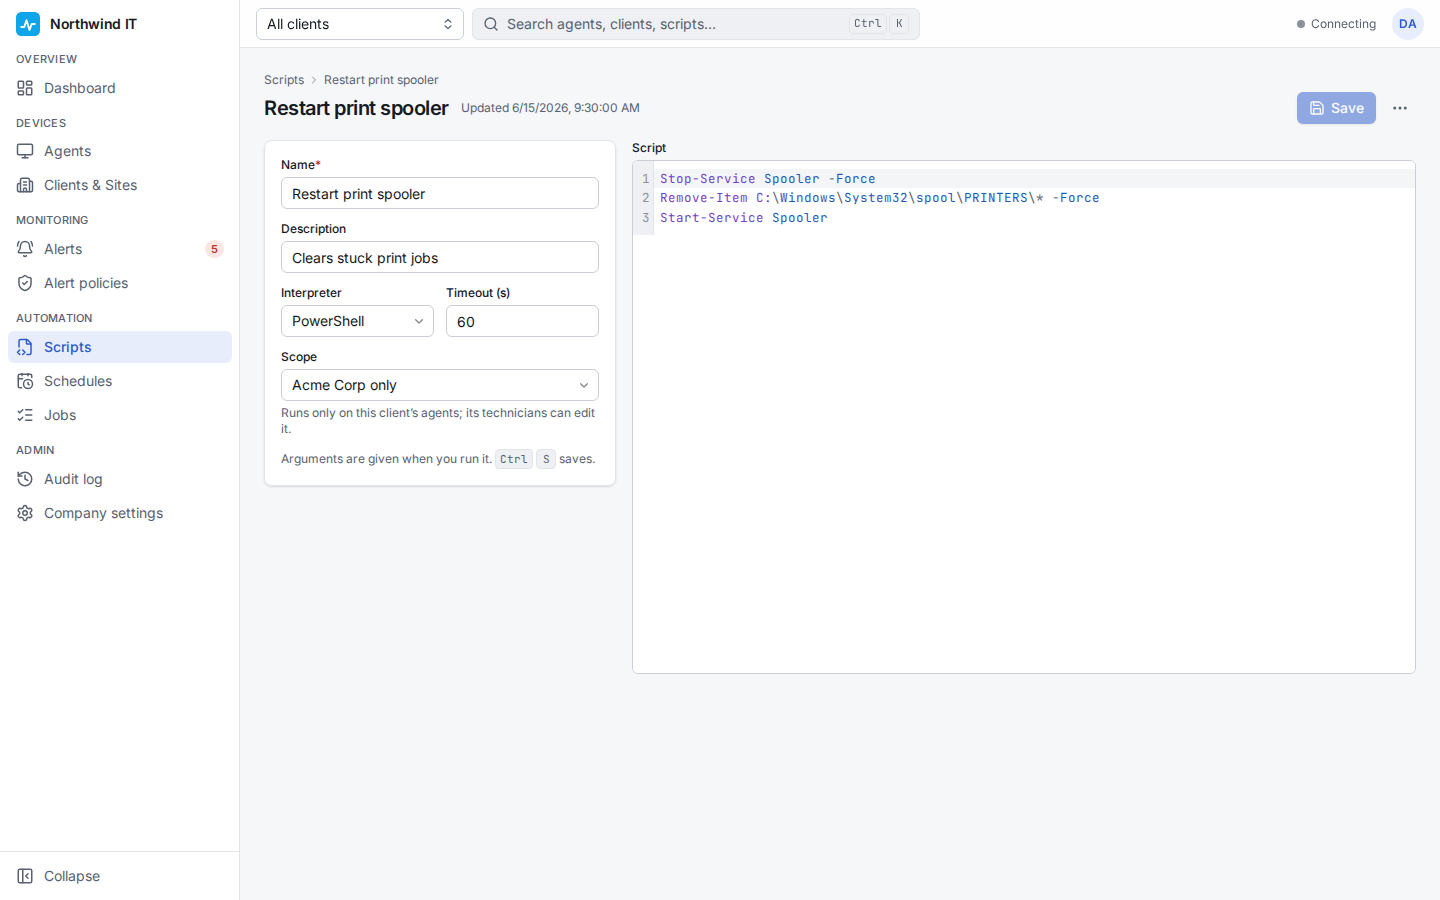 Northwind IT
All clients
Search agents, clients, scripts...
Ctrl K
Connecting
DA
OVERVIEW
Dashboard
DEVICES
Agents
Clients & Sites
MONITORING
Alerts
5
Alert policies
AUTOMATION
Scripts
Schedules
Jobs
ADMIN
Audit log
Company settings
Collapse
Scripts > Restart print spooler
Restart print spooler
Updated 6/15/2026, 9:30:00 AM
Save
Name*
Restart print spooler
Description
Clears stuck print jobs
Interpreter
Timeout (s)
PowerShell
60
Scope
Acme Corp only
Runs only on this client's agents; its technicians can edit
it.
Arguments are given when you run it. Ctrl S saves.
Script
1 Stop-Service Spooler -Force
2 Remove-Item C:\Windows\System32\spool\PRINTERS\* -Force
3 Start-Service Spooler